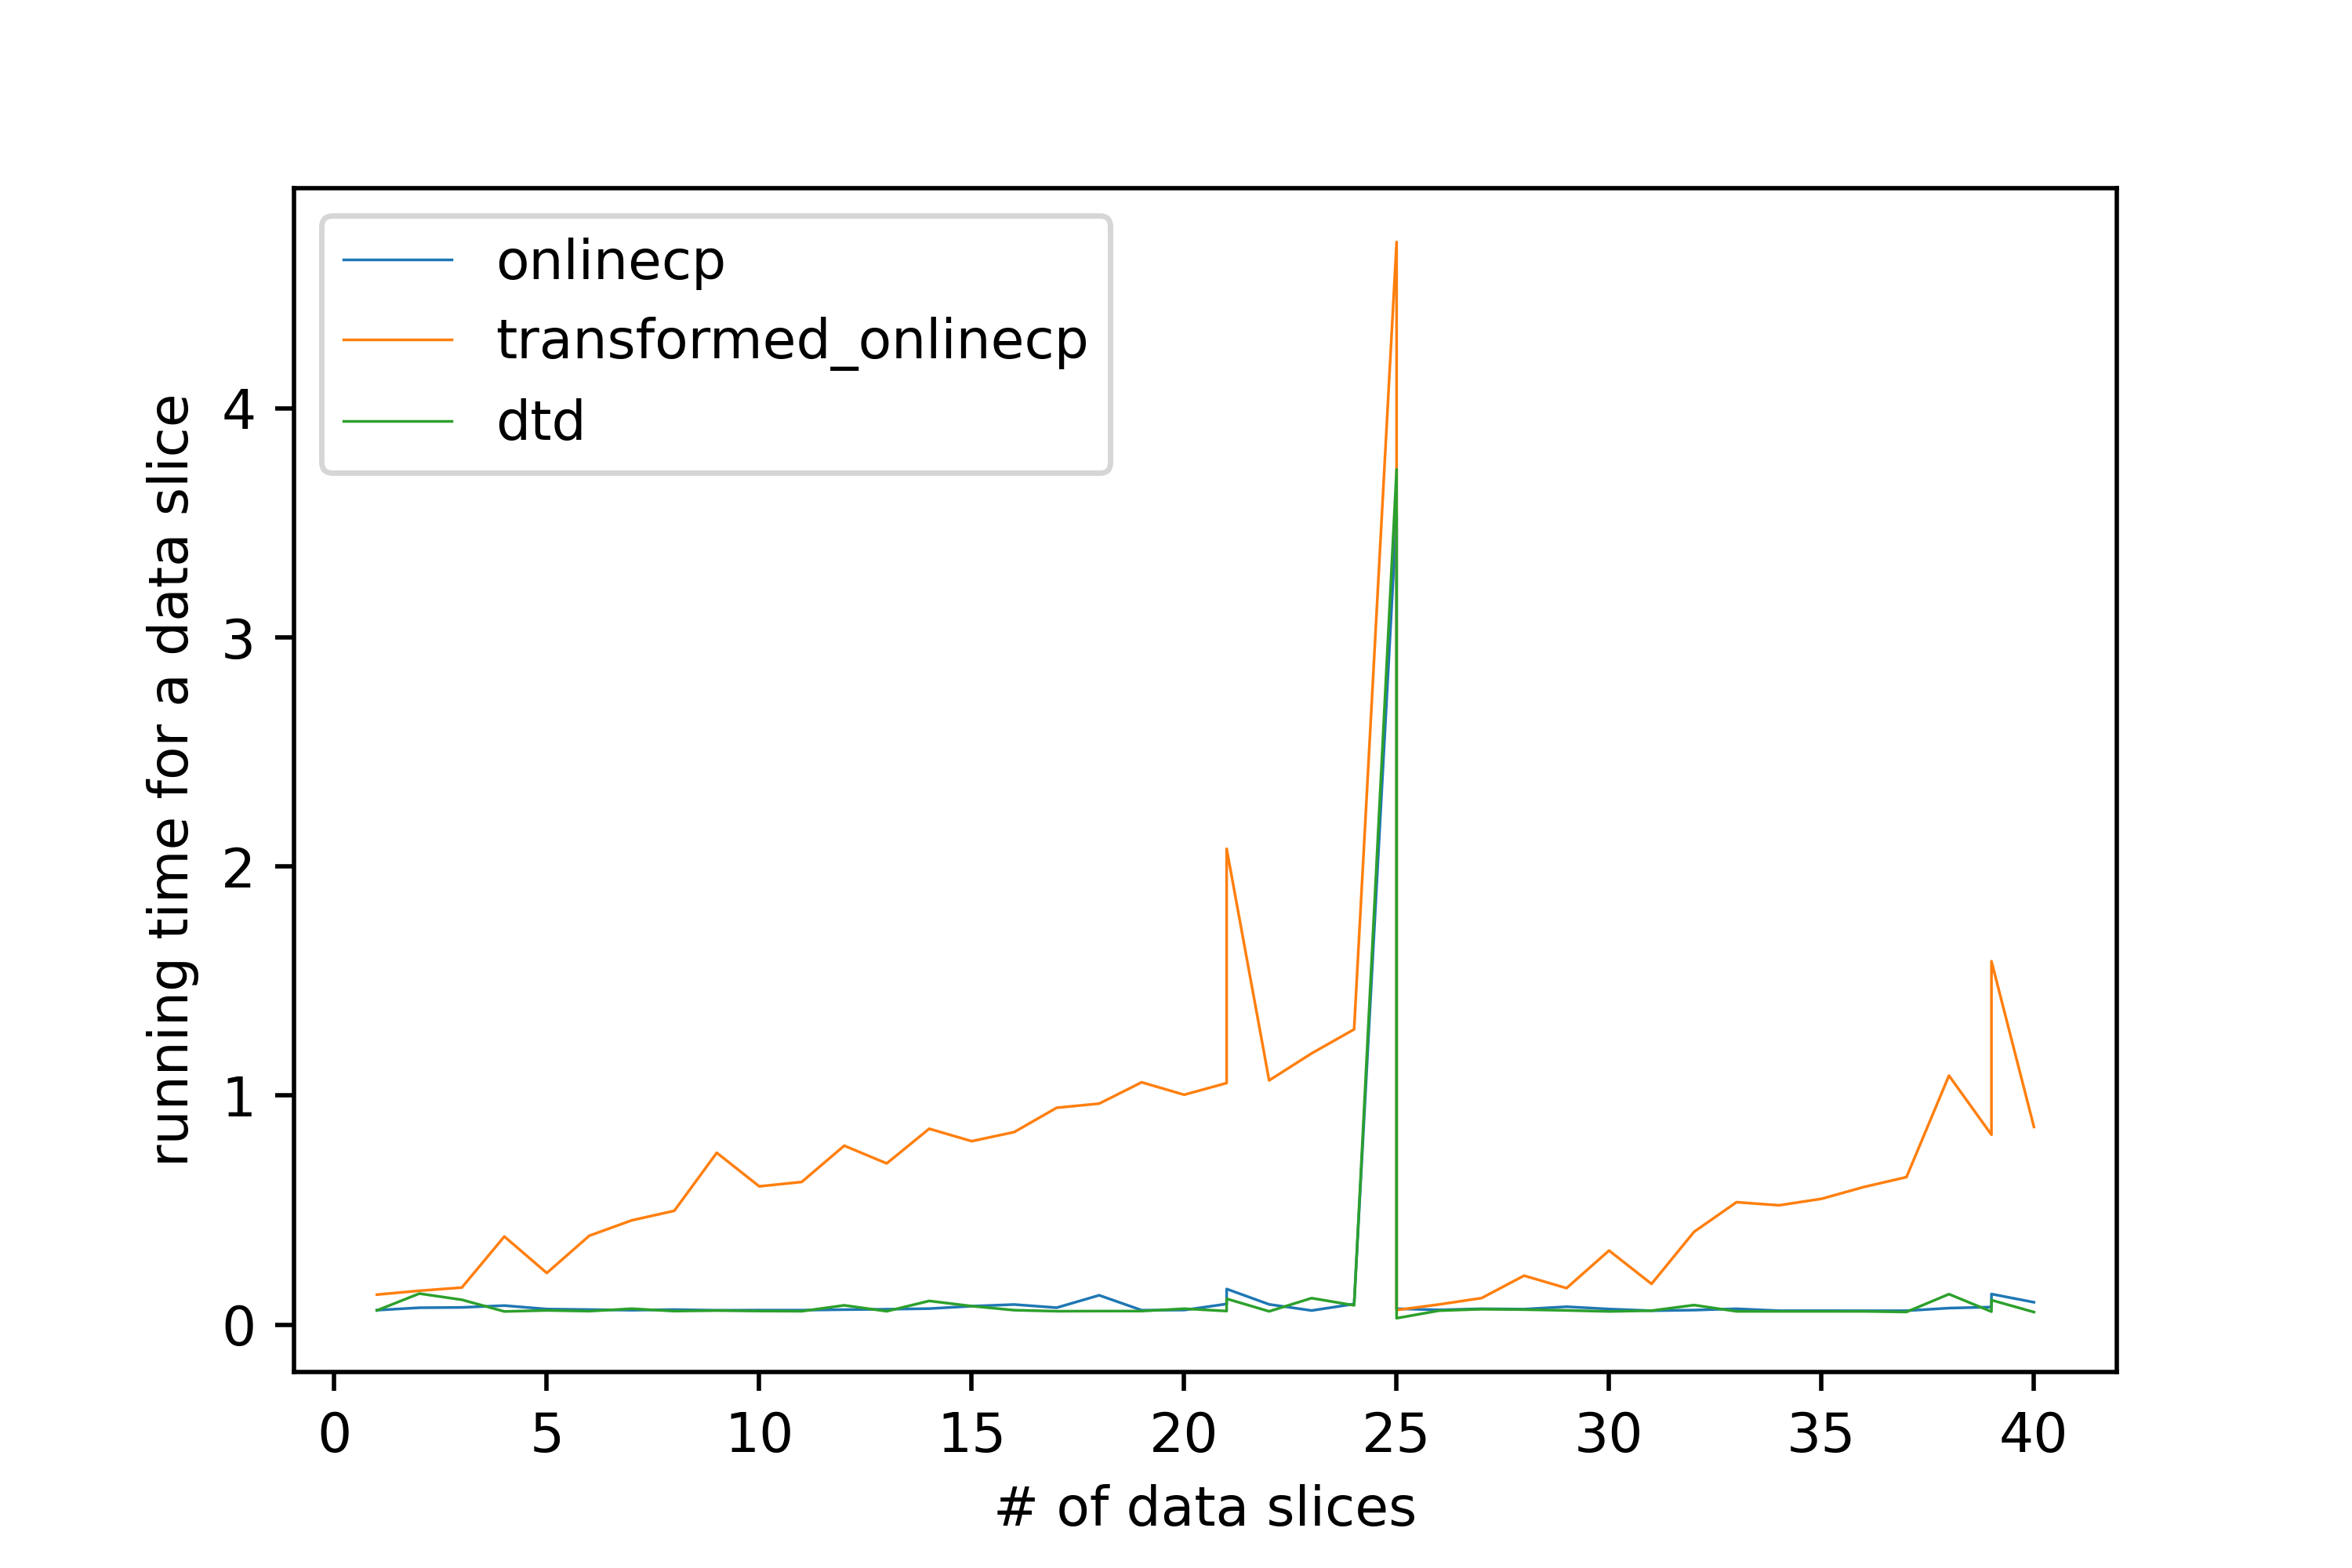 onlinecp
transformed_onlinecp
dtd
running time for a data slice
4
3
2
1
0
0 5 10 15 20 25 30 35 40
# of data slices